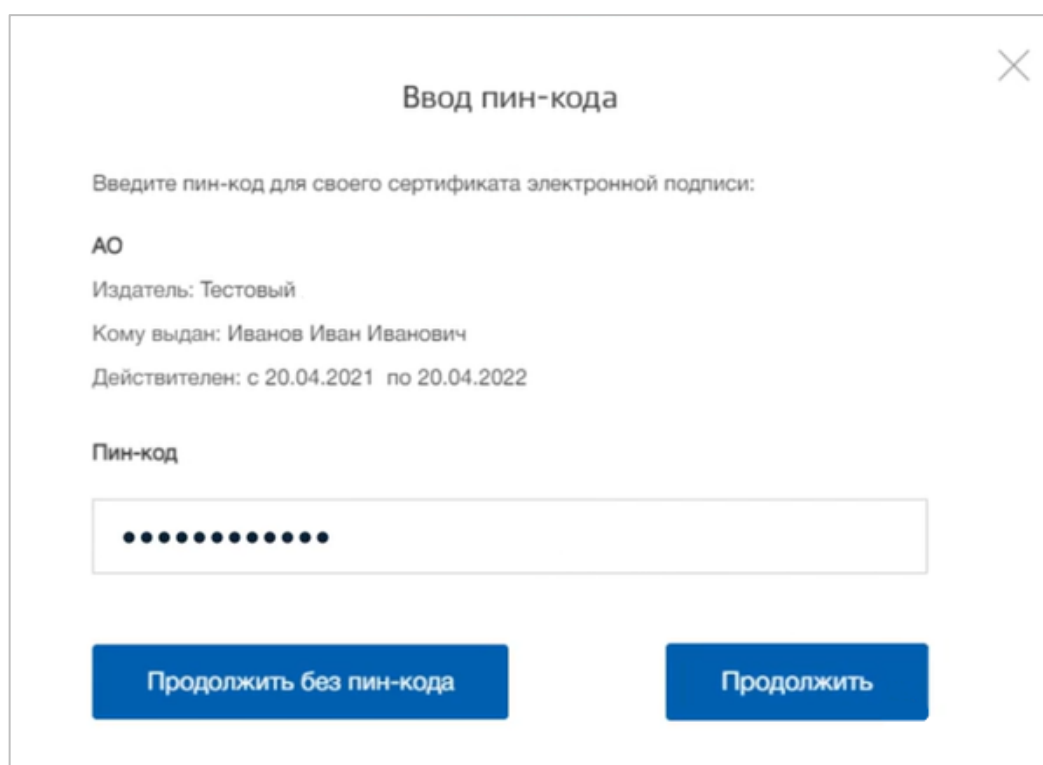 Ввод пин-кода
Введите пин-код для своего сертификата электронной подписи:
АО
Издатель: Тестовый
Кому выдан: Иванов Иван Иванович
Действителен: с 20.04.2021 по 20.04.2022
Пин-код
••••••••••••
Продолжить без пин-кода Продолжить